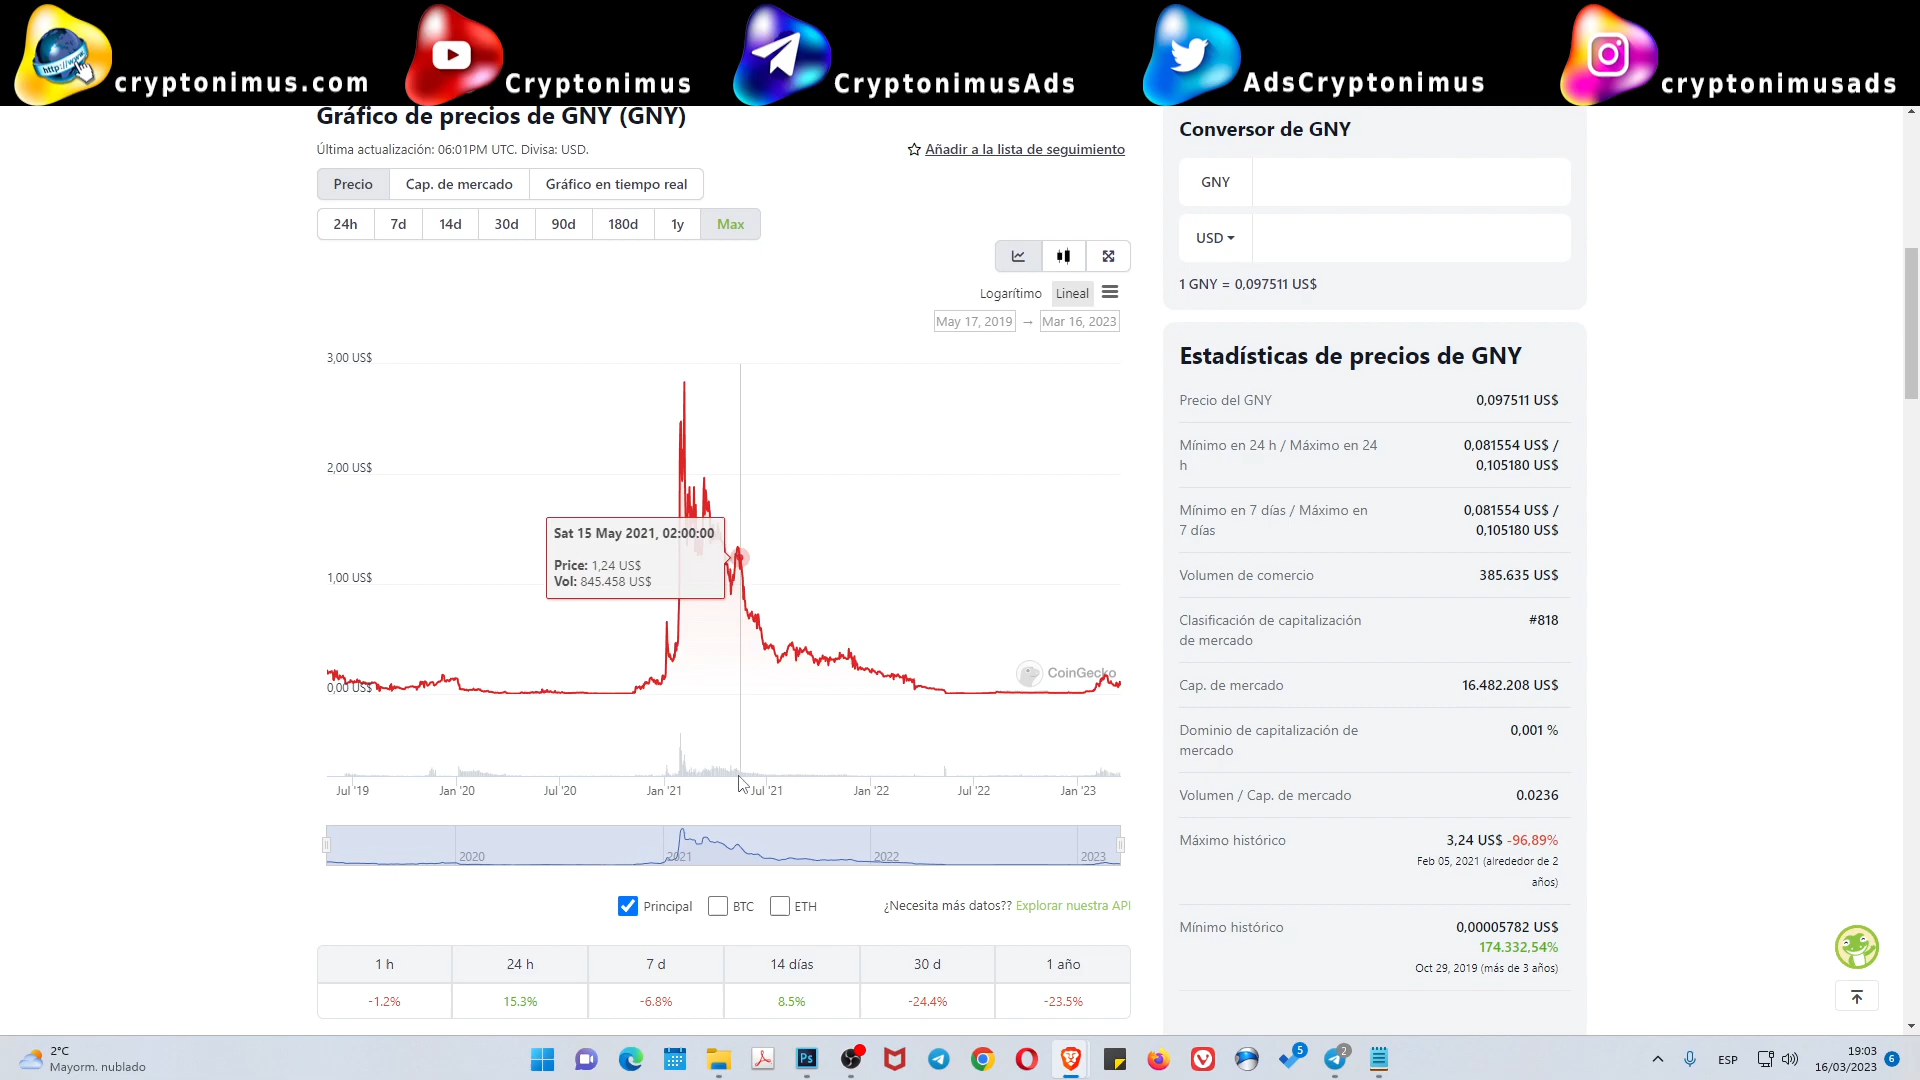 http://www
cryptonimus.com
Cryptonimus
CryptonimusAds
AdsCryptonimus
cryptonimusads
Gráfico de precios de GNY (GNY)
Última actualización: 06:01PM UTC. Divisa: USD.
Añadir a la lista de seguimiento
Precio
Cap. de mercado
Gráfico en tiempo real
24h
7d
14d
30d
90d
180d
1y
Max
Logarítimo
Lineal
May 17, 2019 → Mar 16, 2023
3,00 US$
2,00 US$
1,00 US$
0,00 US$
Sat 15 May 2021, 02:00:00
Price: 1,24 US$
Vol: 845.458 US$
CoinGecko
Jul '19
Jan '20
Jul '20
Jan '21
Jul '21
Jan '22
Jul '22
Jan '23
2020
2021
2022
2023
Principal
BTC
ETH
¿Necesita más datos?? Explorar nuestra API
1 h
24 h
7 d
14 días
30 d
1 año
-1.2%
15.3%
-6.8%
8.5%
-24.4%
-23.5%
Conversor de GNY
GNY
USD
1 GNY = 0,097511 US$
Estadísticas de precios de GNY
Precio del GNY
0,097511 US$
Mínimo en 24 h / Máximo en 24
h
0,081554 US$ /
0,105180 US$
Mínimo en 7 días / Máximo en
7 días
0,081554 US$ /
0,105180 US$
Volumen de comercio
385.635 US$
Clasificación de capitalización
de mercado
#818
Cap. de mercado
16.482.208 US$
Dominio de capitalización de
mercado
0,001 %
Volumen / Cap. de mercado
0.0236
Máximo histórico
3,24 US$ -96,89%
Feb 05, 2021 (alrededor de 2
años)
Mínimo histórico
0,00005782 US$
174.332,54%
Oct 29, 2019 (más de 3 años)
2°C
Mayorm. nublado
Ps
5
2
ESP
19:03
16/03/2023
6